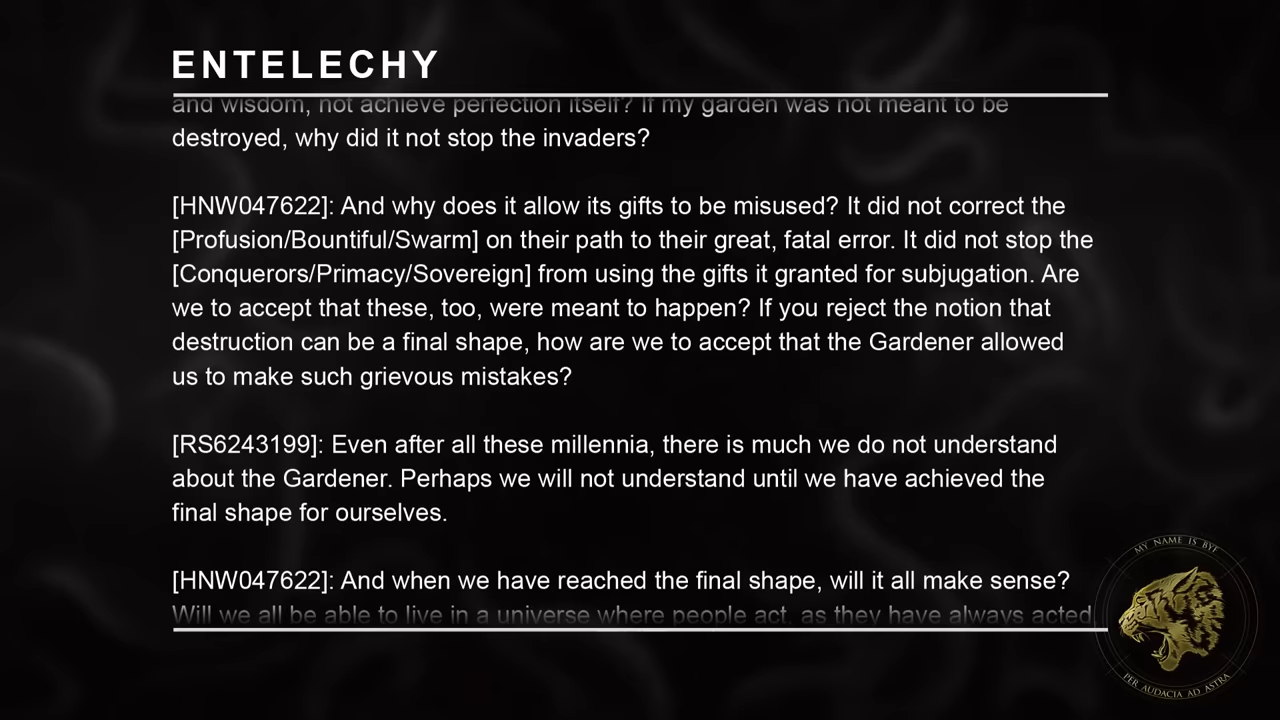 ENTELECHY
and wisdom, not achieve perfection itself? If my garden was not meant to be
destroyed, why did it not stop the invaders?
[HNW047622]: And why does it allow its gifts to be misused? It did not correct the
[Profusion/Bountiful/Swarm] on their path to their great, fatal error. It did not stop the
[Conquerors/Primacy/Sovereign] from using the gifts it granted for subjugation. Are
we to accept that these, too, were meant to happen? If you reject the notion that
destruction can be a final shape, how are we to accept that the Gardener allowed
us to make such grievous mistakes?
[RS6243199]: Even after all these millennia, there is much we do not understand
about the Gardener. Perhaps we will not understand until we have achieved the
final shape for ourselves.
[HNW047622]: And when we have reached the final shape, will it all make sense?
Will we all be able to live in a universe where people act, as they have always acted
MY NAME IS BYF
PER AUDACIA AD ASTRA